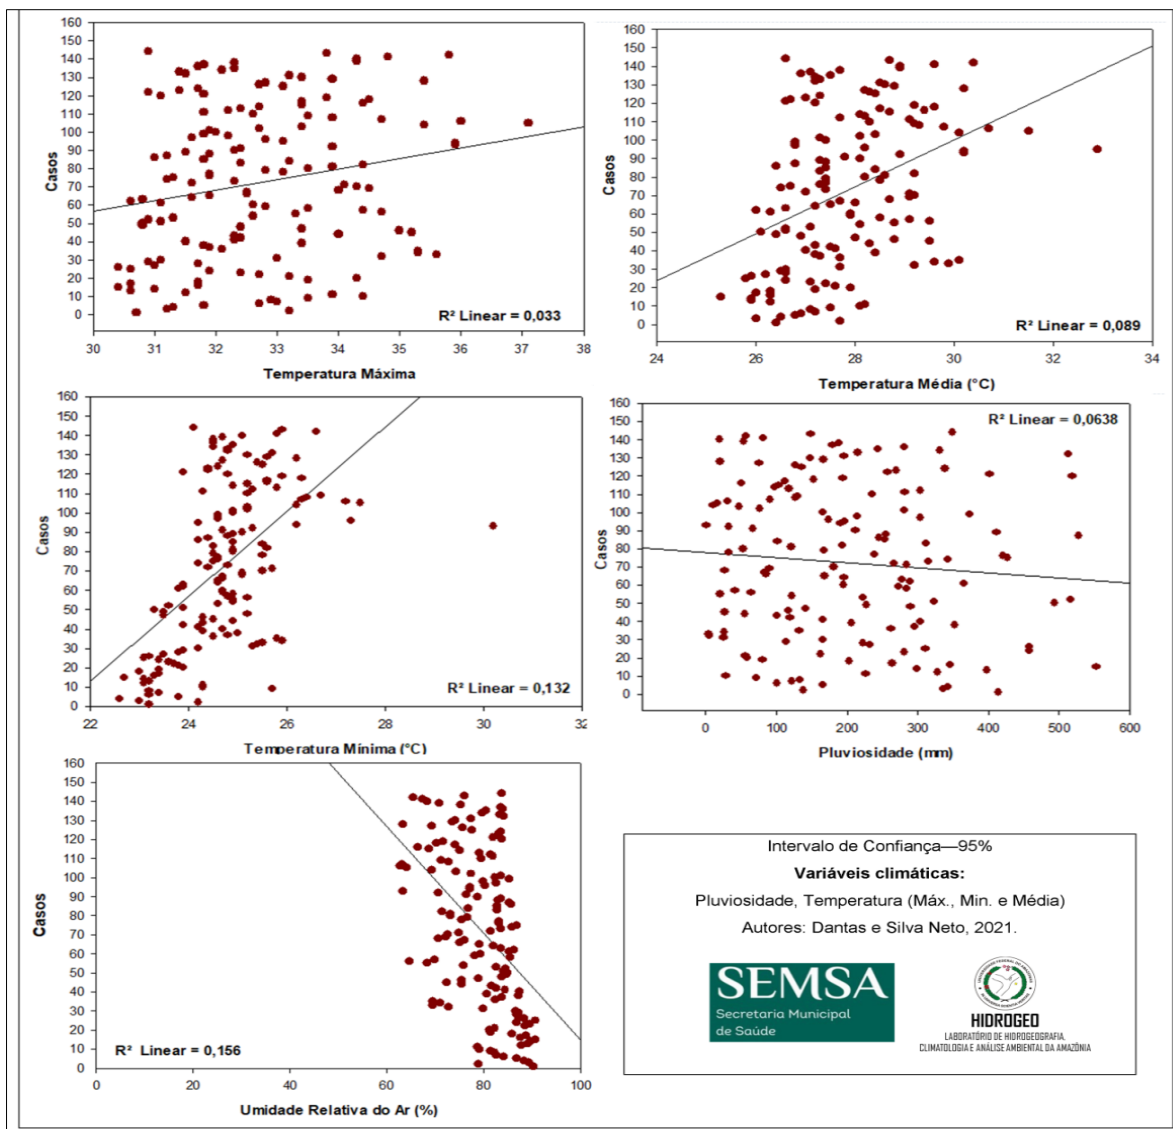 160
150
140
130
120
110
100
90
80
70
60
50
40
30
20
10
0
Casos
R² Linear = 0,033
30 31 32 33 34 35 36 37 38
Temperatura Máxima
160
150
140
130
120
110
100
90
80
70
60
50
40
30
20
10
0
Casos
R² Linear = 0,089
24 26 28 30 32 34
Temperatura Média (°C)
160
150
140
130
120
110
100
90
80
70
60
50
40
30
20
10
0
Casos
R² Linear = 0,132
22 24 26 28 30 32
Temperatura Mínima (°C)
160
150
140
130
120
110
100
90
80
70
60
50
40
30
20
10
0
Casos
R² Linear = 0,0638
0 100 200 300 400 500 600
Pluviosidade (mm)
160
150
140
130
120
110
100
90
80
70
60
50
40
30
20
10
0
Casos
R² Linear = 0,156
0 20 40 60 80 100
Umidade Relativa do Ar (%)
Intervalo de Confiança—95%
Variáveis climáticas:
Pluviosidade, Temperatura (Máx., Min. e Média)
Autores: Dantas e Silva Neto, 2021.
SEMSA
Secretaria Municipal
de Saúde
HIDROGEO
LABORATÓRIO DE HIDROGEOGRAFIA,
CLIMATOLOGIA E ANÁLISE AMBIENTAL DA AMAZÔNIA